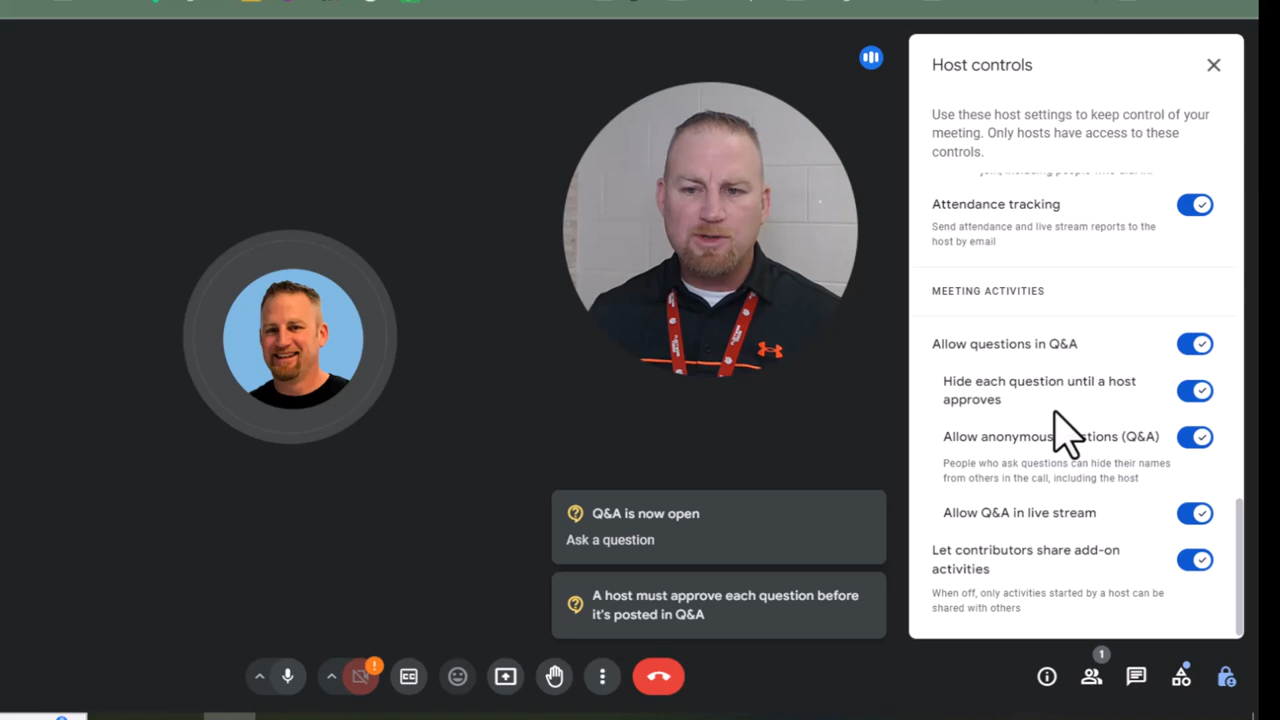 Host controls
Use these host settings to keep control of your
meeting. Only hosts have access to these
controls.
Attendance tracking
Send attendance and live stream reports to the
host by email
MEETING ACTIVITIES
Allow questions in Q&A
Hide each question until a host
approves
Allow anonymous (Q&A)
People who ask questions can hide their names
from others in the call, including the host
Allow Q&A in live stream
Let contributors share add-on
activities
When off, only activities started by a host can be
shared with others
Q&A is now open
Ask a question
A host must approve each question before
it's posted in Q&A
CC
1